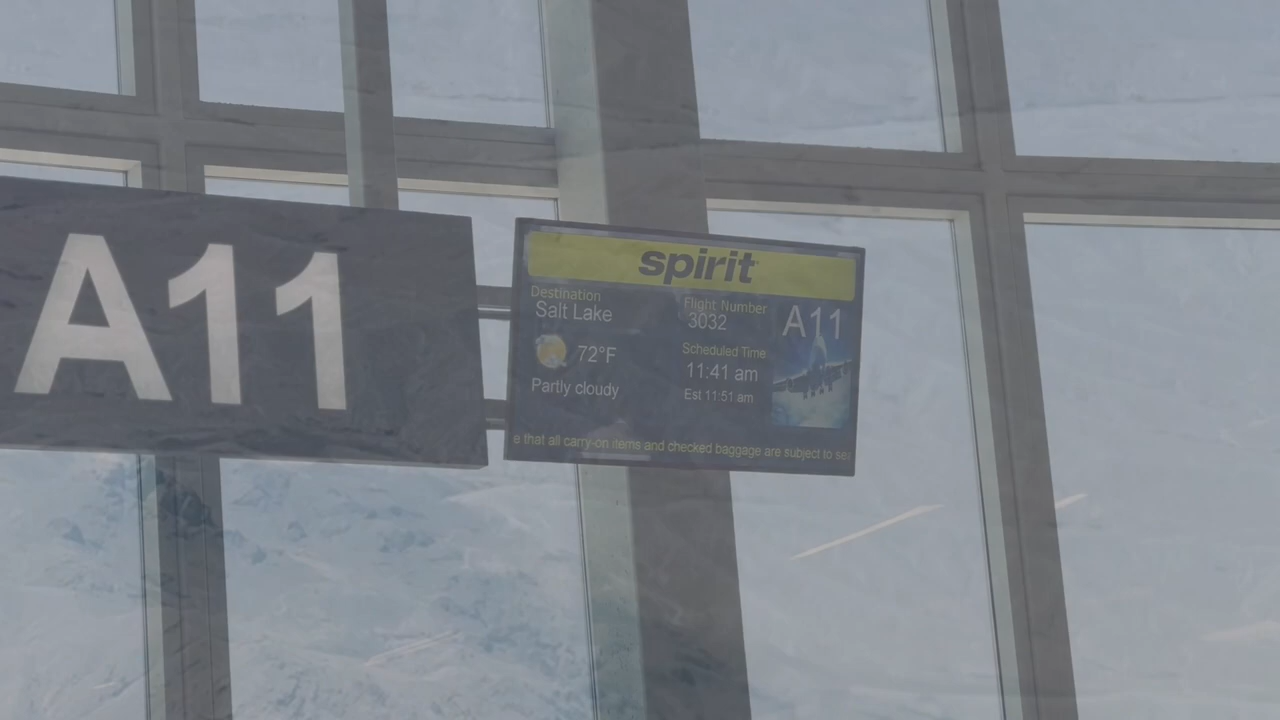 A11
spirit
Destination
Salt Lake
72°F
Partly cloudy
Flight Number
3032
Scheduled Time
11:41 am
Est 11:51 am
A11
e that all carry-on items and checked baggage are subject to